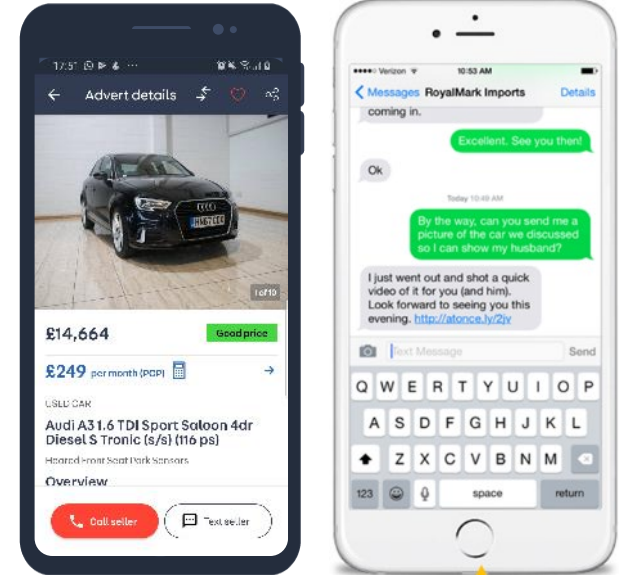 17:51
Advert details
1 of 10
£14,664
Good price
£249 per month (PCP)
USED CAR
Audi A3 1.6 TDI Sport Saloon 4dr
Diesel S Tronic (s/s) (116 ps)
Heated Front Seat Park Sensors
Overview
Call seller
Text seller
Verizon
10:53 AM
Messages
RoyalMark Imports
Details
coming in.
Excellent. See you then!
Ok
Today 10:49 AM
By the way, can you send me a
picture of the car we discussed
so I can show my husband?
I just went out and shot a quick
video of it for you (and him).
Look forward to seeing you this
evening. http://atonce.ly/2jv
Text Message
Send
Q W E R T Y U I O P
A S D F G H J K L
Z X C V B N M
123
space
return